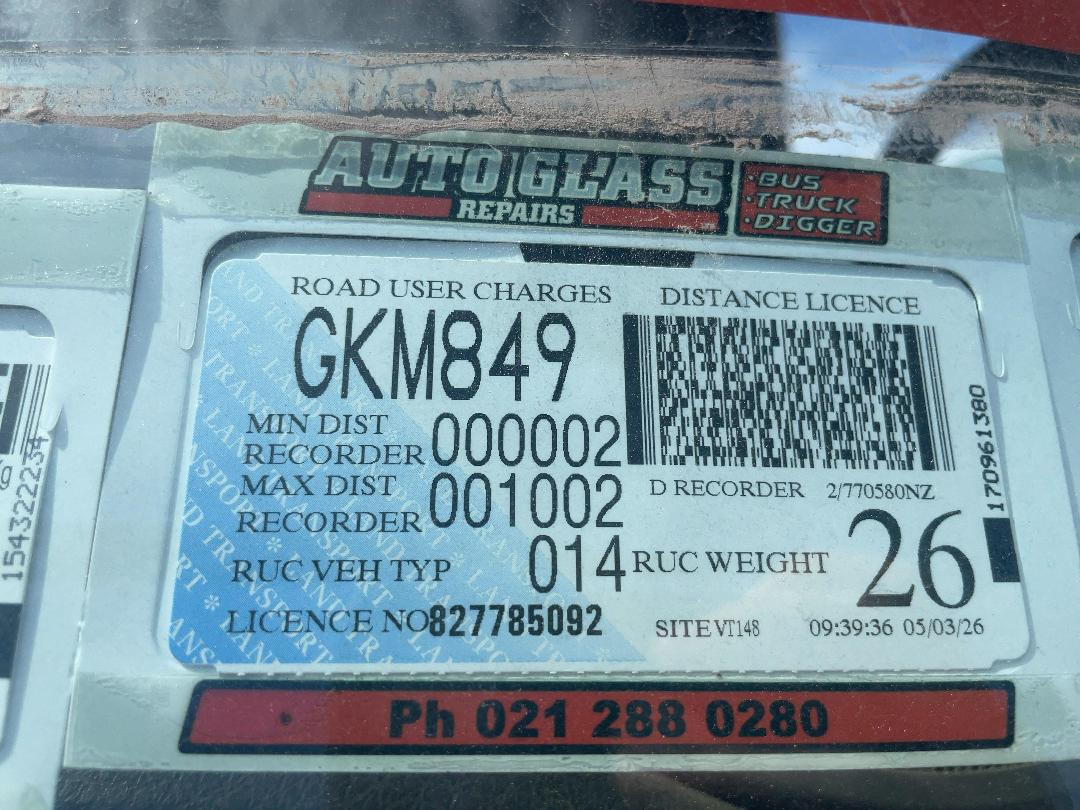 AUTO GLASS
REPAIRS
·BUS
·TRUCK
·DIGGER
ROAD USER CHARGES DISTANCE LICENCE
GKM849
MIN DIST
RECORDER 000002
MAX DIST
RECORDER 001002
D RECORDER 2/770580NZ
1709613​80
RUC VEH TYP 014 RUC WEIGHT 26
LICENCE NO 827785092 SITE VT148 09:39:36 05/03/26
Ph 021 288 0280
154322234